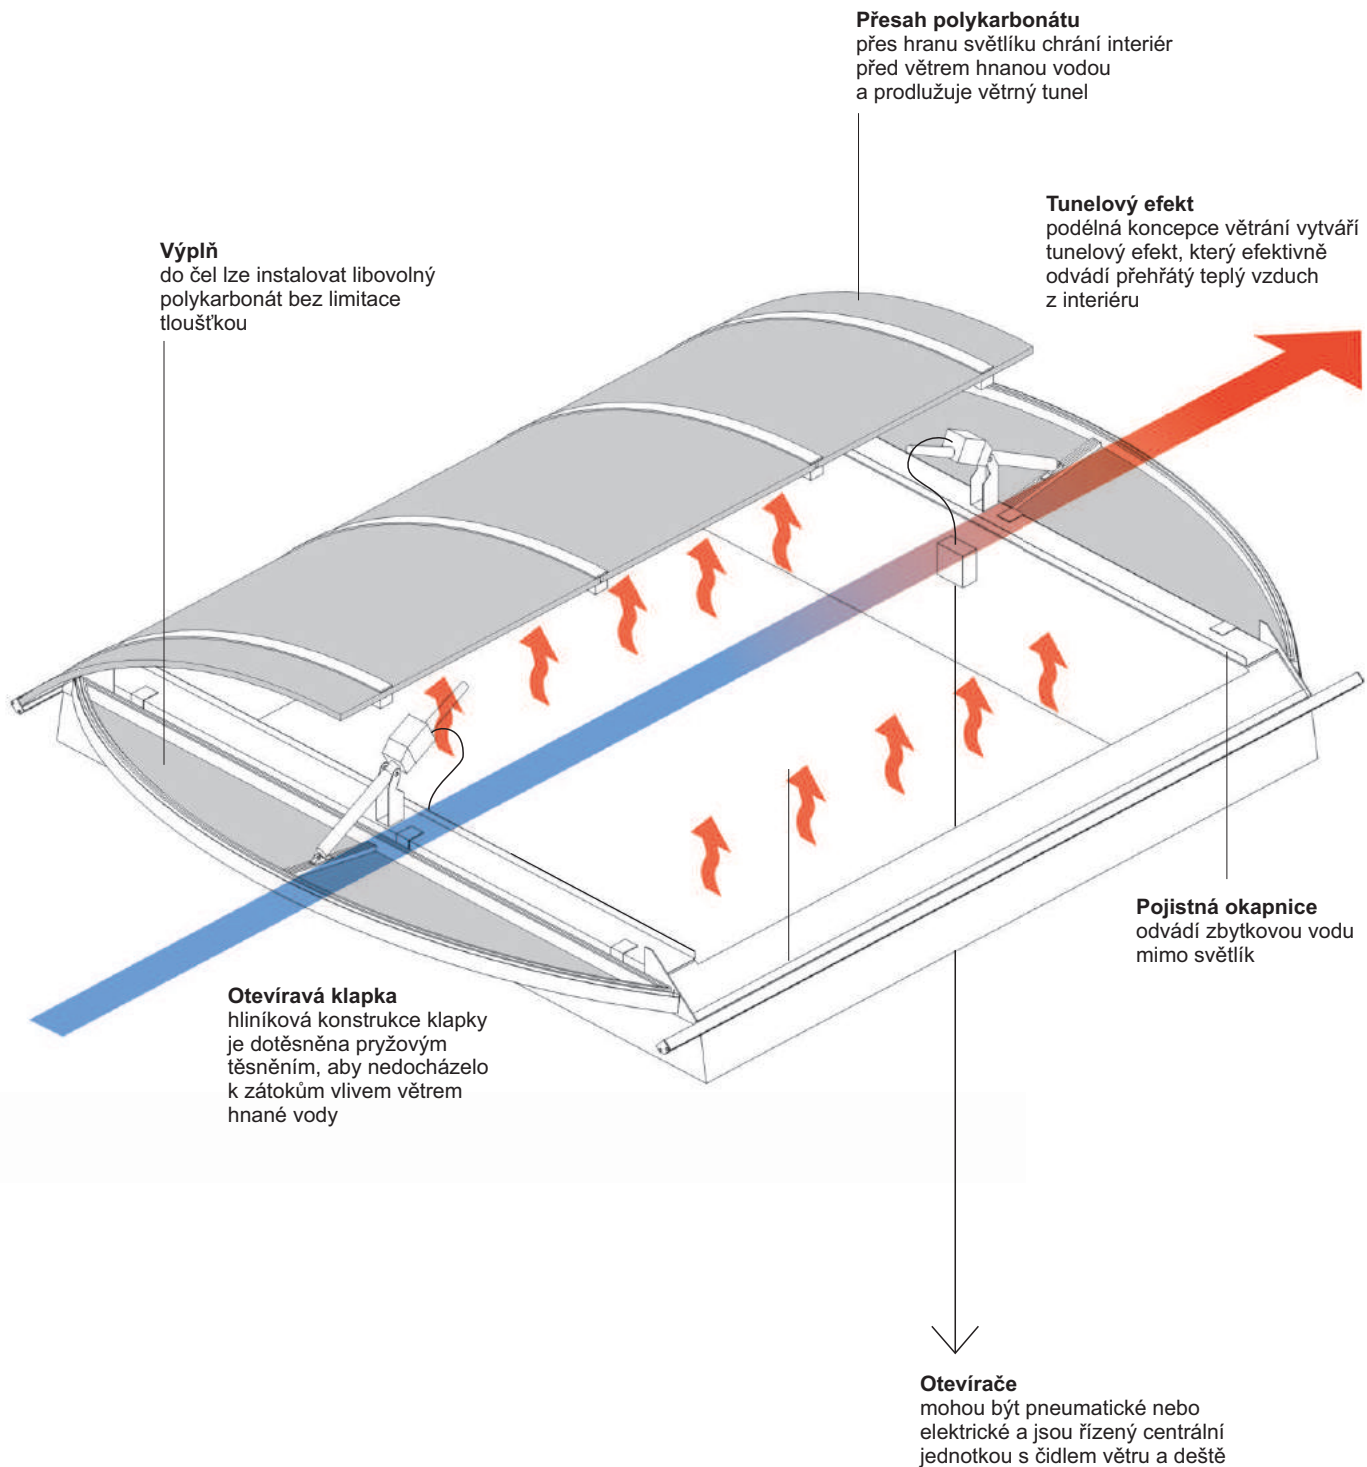 Přesah polykarbonátu
přes hranu světlíku chrání interiér
před větrem hnanou vodou
a prodlužuje větrný tunel
Tunelový efekt
podélná koncepce větrání vytváří
tunelový efekt, který efektivně
odvádí přehřátý teplý vzduch
z interiéru
Výplň
do čel lze instalovat libovolný
polykarbonát bez limitace
tloušťkou
Pojistná okapnice
odvádí zbytkovou vodu
mimo světlík
Otevíravá klapka
hliníková konstrukce klapky
je dotěsněna pryžovým
těsněním, aby nedocházelo
k zátokům vlivem větrem
hnané vody
Otevírače
mohou být pneumatické nebo
elektrické a jsou řízený centrální
jednotkou s čidlem větru a deště